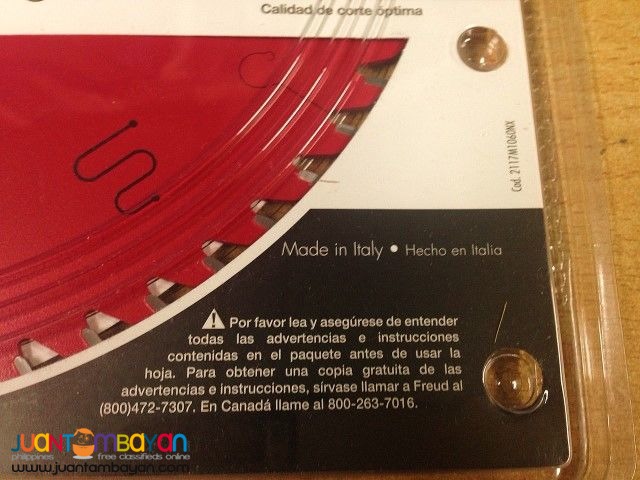 Calidad de corte óptima
Cod. 2117M1060NX
Made in Italy • Hecho en Italia
Por favor lea y asegúrese de entender
todas las advertencias e instrucciones
contenidas en el paquete antes de usar la
hoja. Para obtener una copia gratuita de las
advertencias e instrucciones, sírvase llamar a Freud al
(800)472-7307. En Canadá llame al 800-263-7016.
JUANTAMBAYAN
philippines free classifieds online
www.juantambayan.com